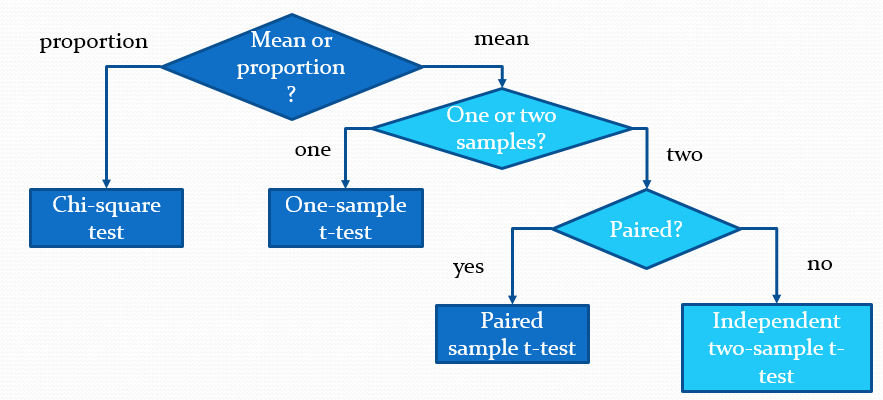 proportion
Mean or
proportion
?
mean
One or two
samples?
one
two
Chi-square
test
One-sample
t-test
Paired?
yes
no
Paired
sample t-test
Independent
two-sample t-
test